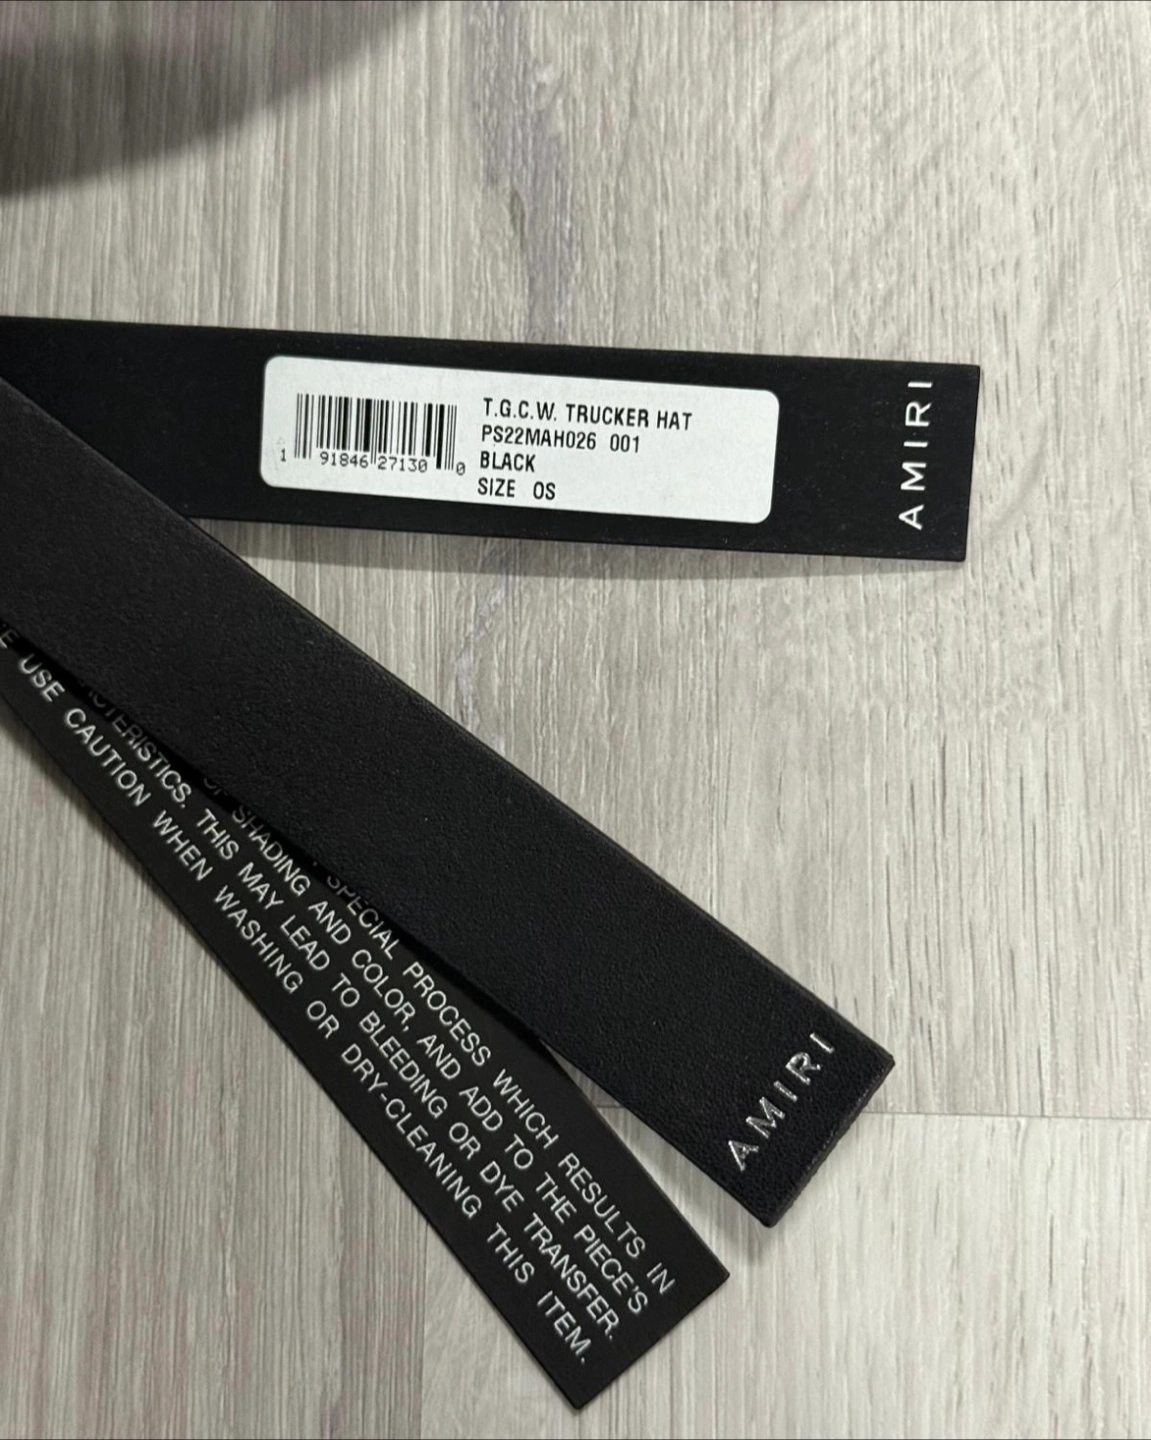 T.G.C.W. TRUCKER HAT
PS22MAH026 001
BLACK
SIZE OS
1 91846 27130 0
AMIRI
AMIRI
SPECIAL PROCESS WHICH RESULTS IN
SHADING AND COLOR, AND ADD TO THE PIECE'S
THIS MAY LEAD TO BLEEDING OR DYE TRANSFER.
USE CAUTION WHEN WASHING OR DRY-CLEANING THIS ITEM.